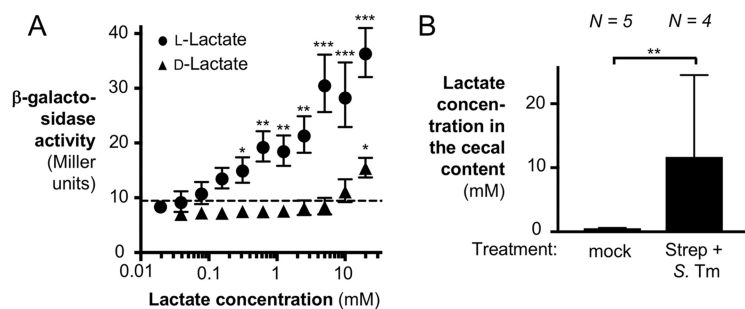 A
B
L-Lactate
D-Lactate
*
**
**
**
***
***
***
*
β-galacto-
sidase
activity
(Miller
units)
40
30
20
10
0
0.01
0.1
1
10
Lactate concentration (mM)
N = 5
N = 4
**
Lactate
concen-
tration in
the cecal
content
(mM)
20
10
0
Treatment:
mock
Strep +
S. Tm